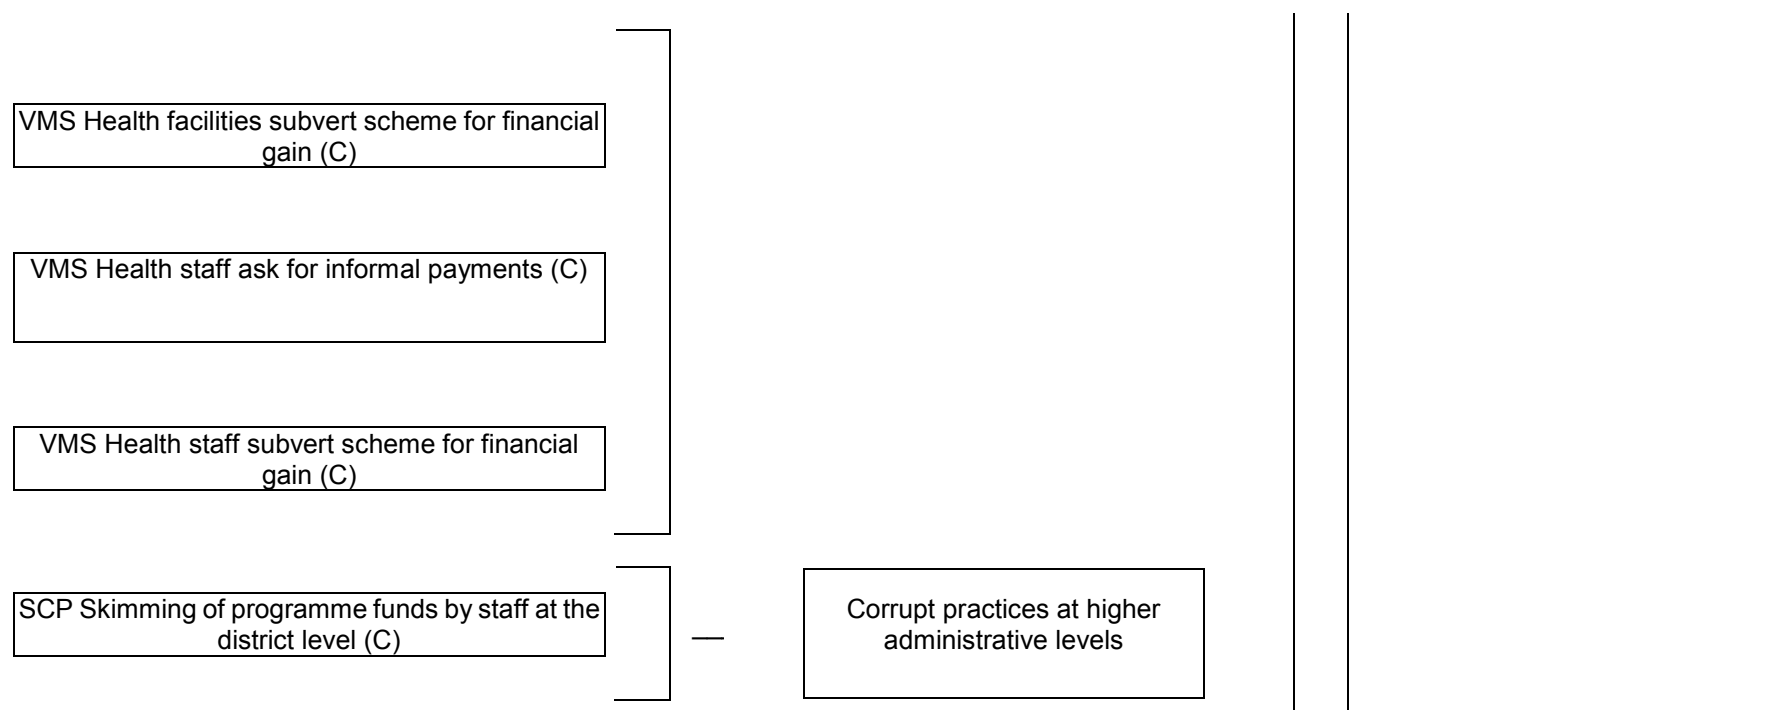 VMS Health facilities subvert scheme for financial
gain (C)
VMS Health staff ask for informal payments (C)
VMS Health staff subvert scheme for financial
gain (C)
SCP Skimming of programme funds by staff at the
district level (C)
Corrupt practices at higher
administrative levels